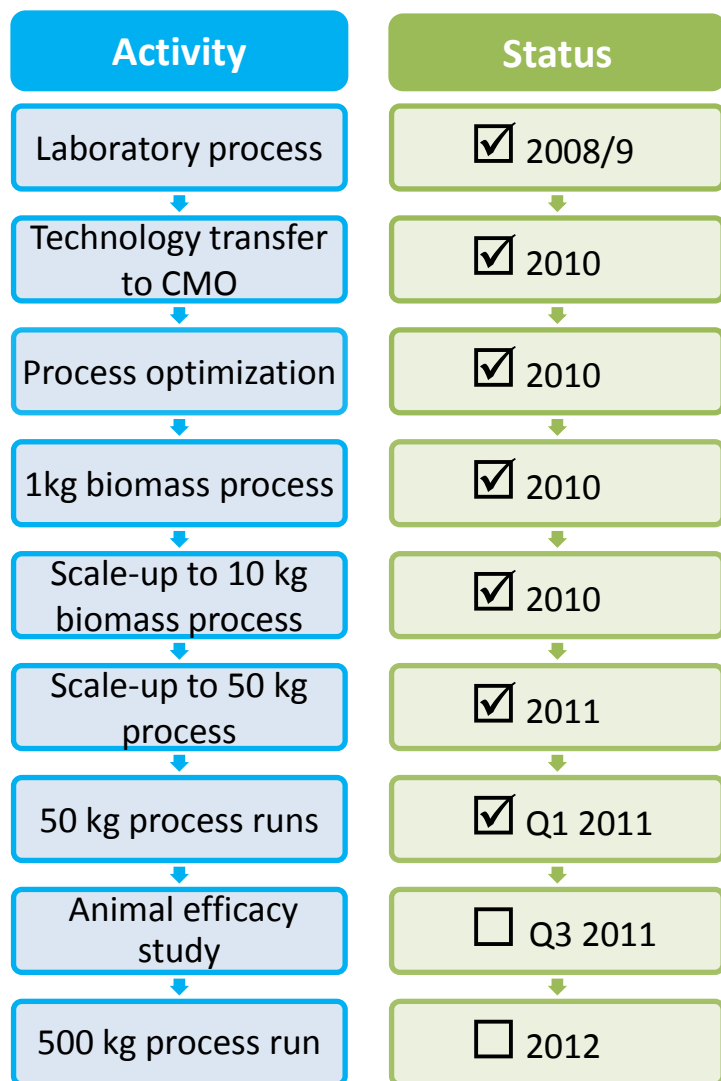 Activity
Status
Laboratory process
☑ 2008/9
Technology transfer
to CMO
☑ 2010
Process optimization
☑ 2010
1kg biomass process
☑ 2010
Scale-up to 10 kg
biomass process
☑ 2010
Scale-up to 50 kg
process
☑ 2011
50 kg process runs
☑ Q1 2011
Animal efficacy
study
☐ Q3 2011
500 kg process run
☐ 2012